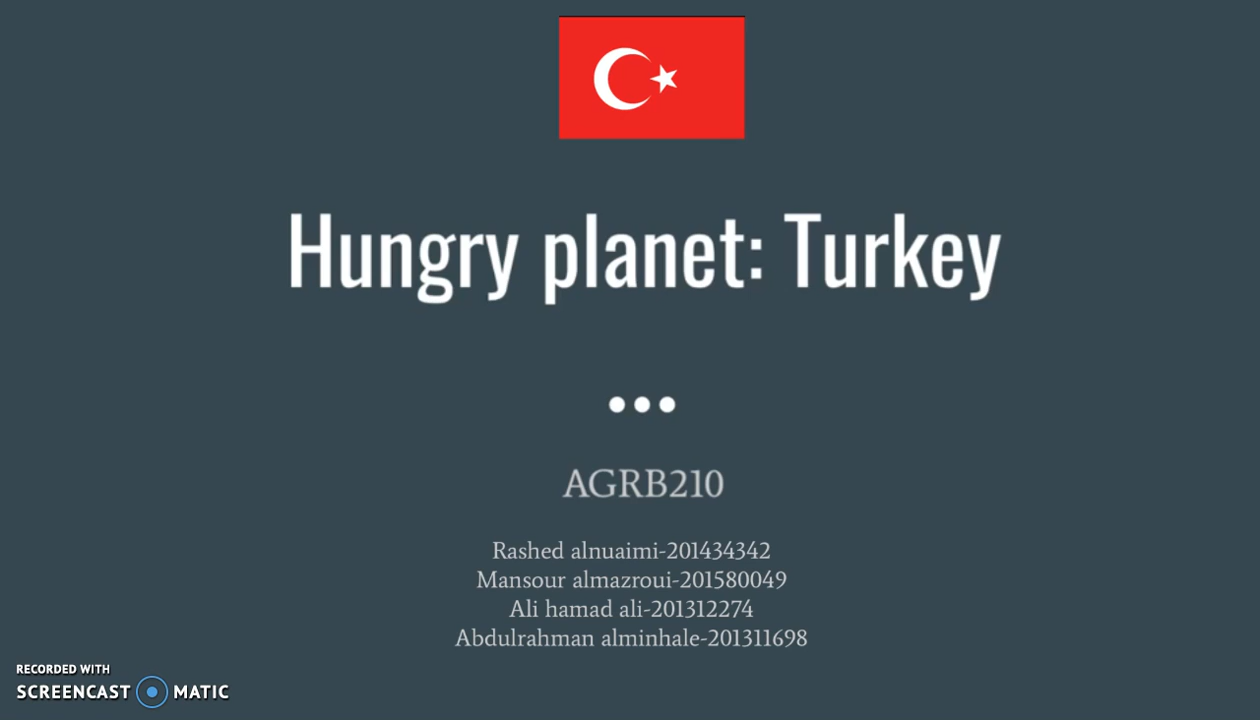 Hungry planet: Turkey
AGRB210
Rashed alnuaimi-201434342
Mansour almazroui-201580049
Ali hamad ali-201312274
Abdulrahman alminhale-201311698
RECORDED WITH
SCREENCAST MATIC